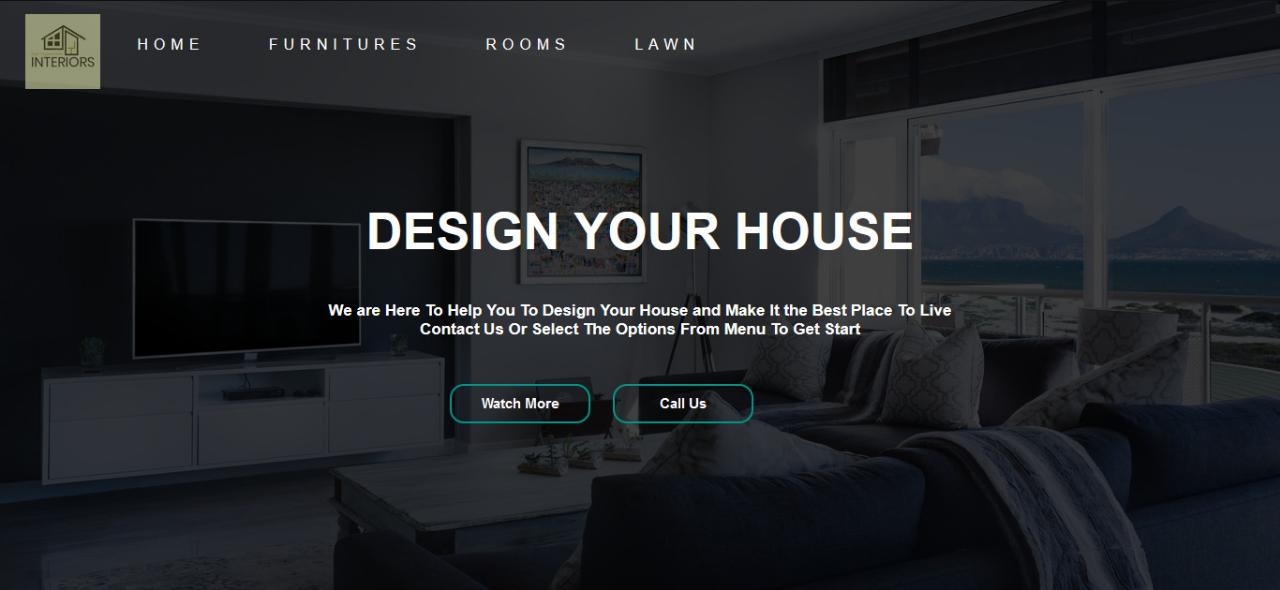 INTERIORS
HOME FURNITURES ROOMS LAWN
DESIGN YOUR HOUSE
We are Here To Help You To Design Your House and Make It the Best Place To Live
Contact Us Or Select The Options From Menu To Get Start
Watch More Call Us